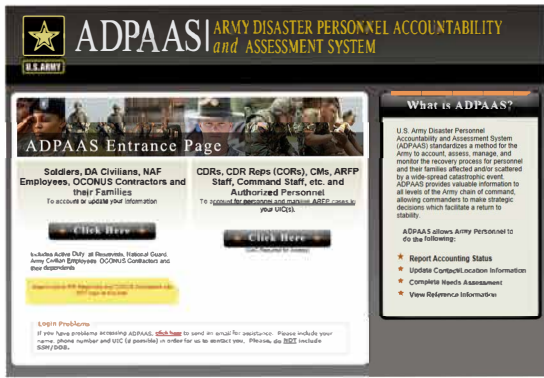 U.S.ARMY
ADPAAS
ARMY DISASTER PERSONNEL ACCOUNTABILITY
and ASSESSMENT SYSTEM
ADPAAS Entrance Page
Soldiers, DA Civilians, NAF
Employees, OCONUS Contractors and
their Families
To account or update your information
Click Here
Includes Active Duty, all Reservists, National Guard,
Army Civilian Employees, OCONUS Contractors and
their dependents
CDRs, CDR Reps (CORs), CMs, ARFP
Staff, Command Staff, etc. and
Authorized Personnel
To account for personnel and manage AREP cases in
your UIC(s).
Click Here
(CAC Required for access)
Login Problems
If you have problems accessing ADPAAS, click here to send an email for assistance. Please include your
name, phone number and UIC (if possible) in order for us to contact you. Please, do NOT include
SSN/DOB.
What is ADPAAS?
U.S. Army Disaster Personnel
Accountability and Assessment System
(ADPAAS) standardizes a method for the
Army to account, assess, manage, and
monitor the recovery process for personnel
and their families affected and/or scattered
by a wide-spread catastrophic event.
ADPAAS provides valuable information to
all levels of the Army chain of command,
allowing commanders to make strategic
decisions which facilitate a return to
stability.
ADPAAS allows Army Personnel to
do the following:
Report Accounting Status
Update Contact/Location Information
Complete Needs Assessment
View Reference Information